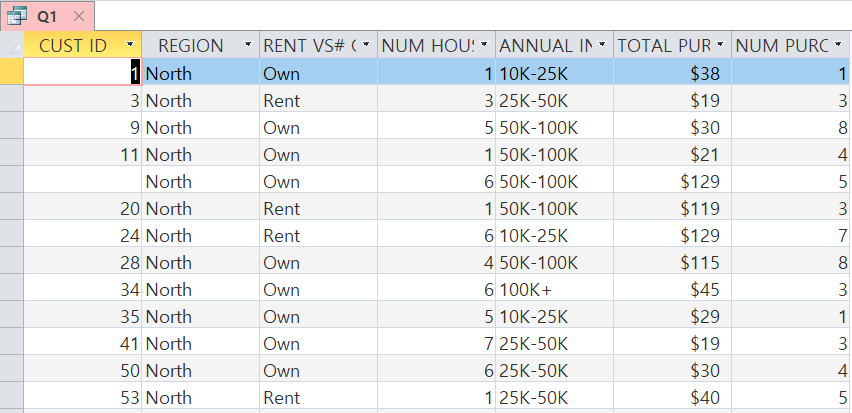 Q1
CUST ID REGION RENT VS# NUM HOUS ANNUAL IN TOTAL PUR NUM PURC
1 North Own 1 10K-25K $38 1
3 North Rent 3 25K-50K $19 3
9 North Own 5 50K-100K $30 8
11 North Own 1 50K-100K $21 4
North Own 6 50K-100K $129 5
20 North Rent 1 50K-100K $119 3
24 North Rent 6 10K-25K $129 7
28 North Own 4 50K-100K $115 8
34 North Own 6 100K+ $45 3
35 North Own 5 10K-25K $29 1
41 North Own 7 25K-50K $19 3
50 North Own 6 25K-50K $30 4
53 North Rent 1 25K-50K $40 5